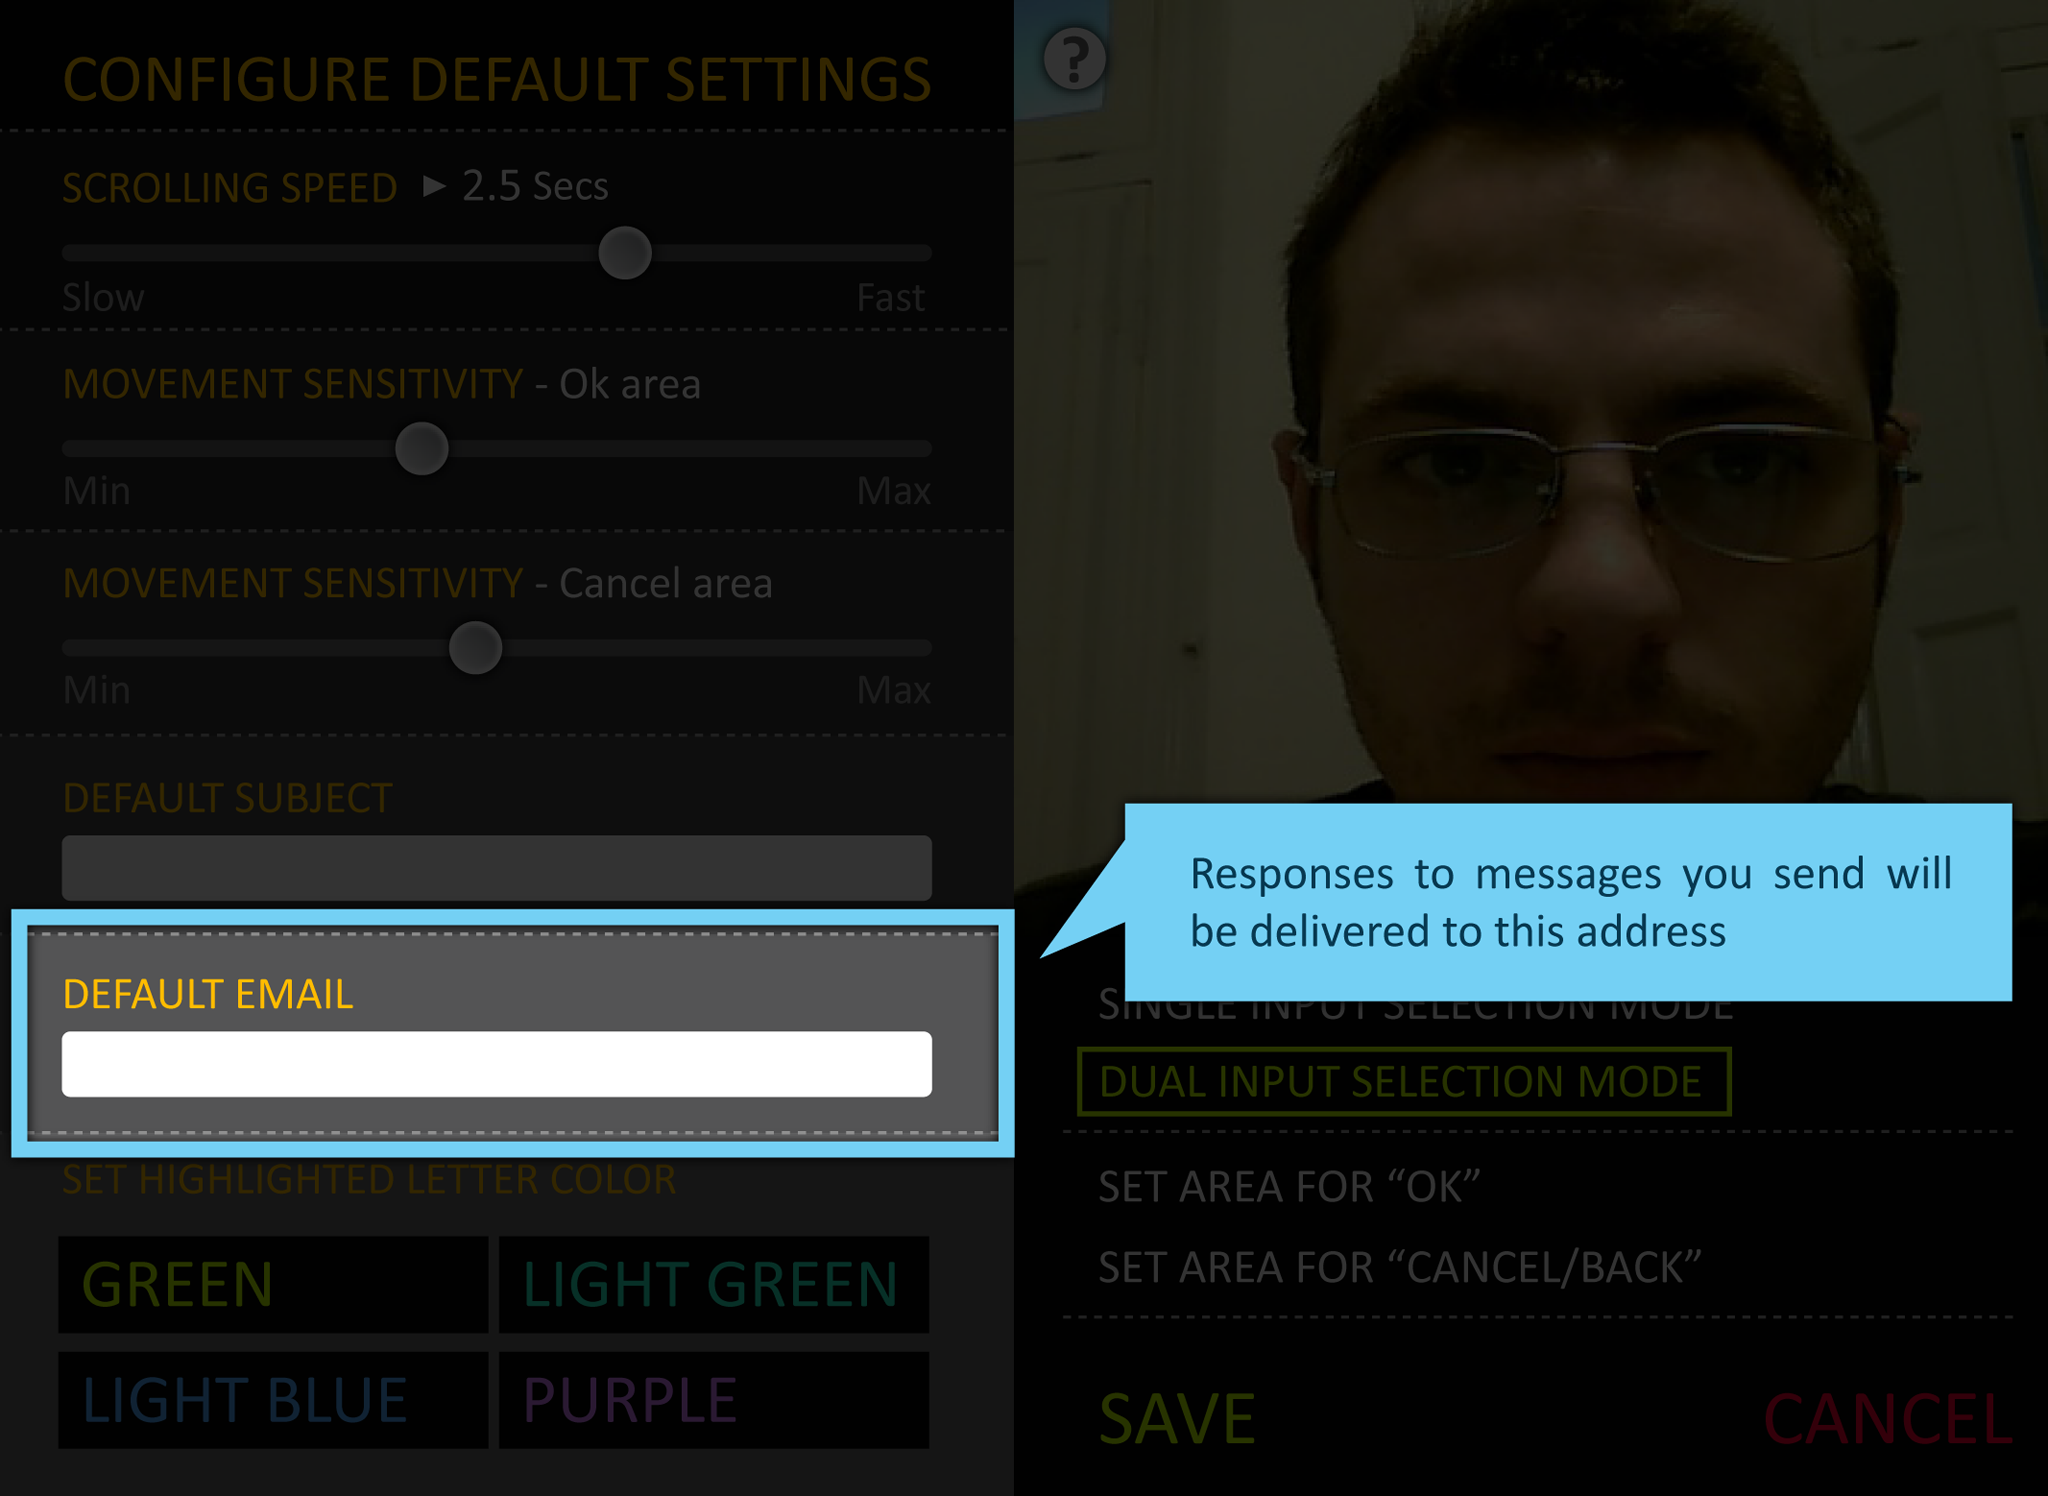 CONFIGURE DEFAULT SETTINGS
SCROLLING SPEED ► 2.5 Secs
Slow Fast
MOVEMENT SENSITIVITY - Ok area
Min Max
MOVEMENT SENSITIVITY - Cancel area
Min Max
DEFAULT SUBJECT
DEFAULT EMAIL
SET HIGHLIGHTED LETTER COLOR
GREEN
LIGHT GREEN
LIGHT BLUE
PURPLE
?
Responses to messages you send will
be delivered to this address
SINGLE INPUT SELECTION MODE
DUAL INPUT SELECTION MODE
SET AREA FOR “OK”
SET AREA FOR “CANCEL/BACK”
SAVE
CANCEL